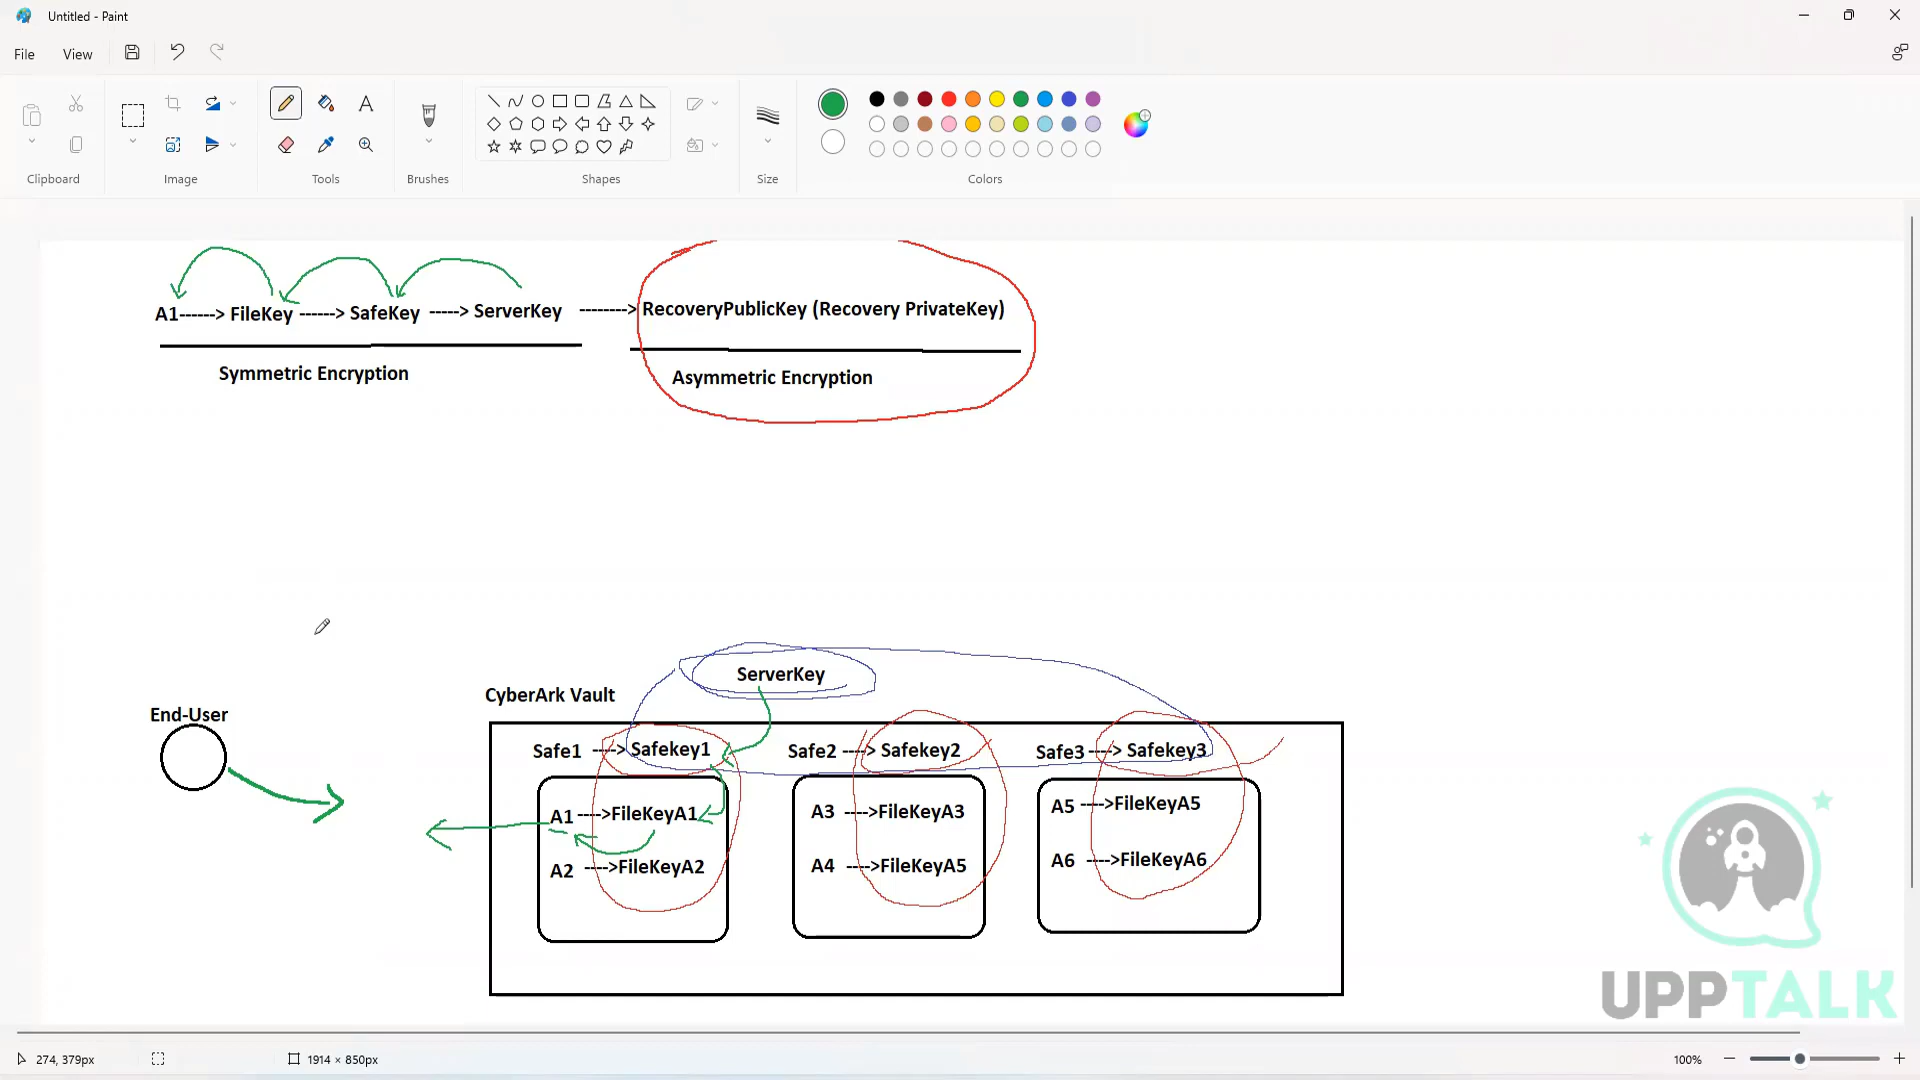 Untitled - Paint
File View
Clipboard Image Tools Brushes Shapes Size Colors
A1------> FileKey ------> SafeKey -----> ServerKey --------> RecoveryPublicKey (Recovery PrivateKey)
Symmetric Encryption Asymmetric Encryption
ServerKey
CyberArk Vault
End-User
Safe1 ----> Safekey1 Safe2 ----> Safekey2 Safe3 ----> Safekey3
A1 ---->FileKeyA1 A3 ---->FileKeyA3 A5 ---->FileKeyA5
A2 ---->FileKeyA2 A4 ---->FileKeyA5 A6 ---->FileKeyA6
UPPTALK
274, 379px 1914 × 850px 100%